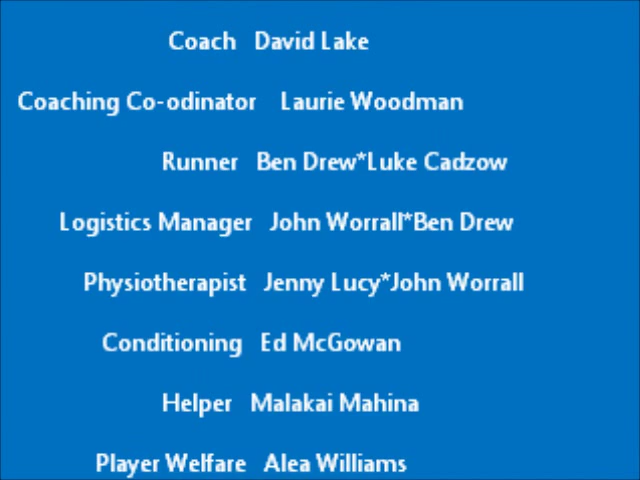 Coach David Lake
Coaching Co-odinator Laurie Woodman
Runner Ben Drew*Luke Cadzow
Logistics Manager John Worrall*Ben Drew
Physiotherapist Jenny Lucy*John Worrall
Conditioning Ed McGowan
Helper Malakai Mahina
Player Welfare Alea Williams